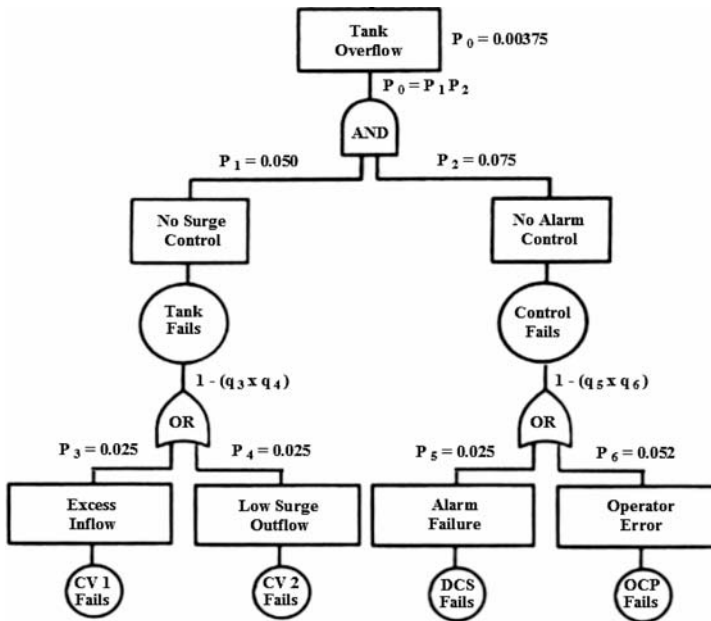 Tank
Overflow
P 0 = 0.00375
P 0 = P 1 P 2
AND
P 1 = 0.050
P 2 = 0.075
No Surge
Control
No Alarm
Control
Tank
Fails
Control
Fails
1 - (q 3 x q 4)
1 - (q 5 x q 6)
OR
OR
P 3 = 0.025
P 4 = 0.025
P 5 = 0.025
P 6 = 0.052
Excess
Inflow
Low Surge
Outflow
Alarm
Failure
Operator
Error
CV 1
Fails
CV 2
Fails
DCS
Fails
OCP
Fails